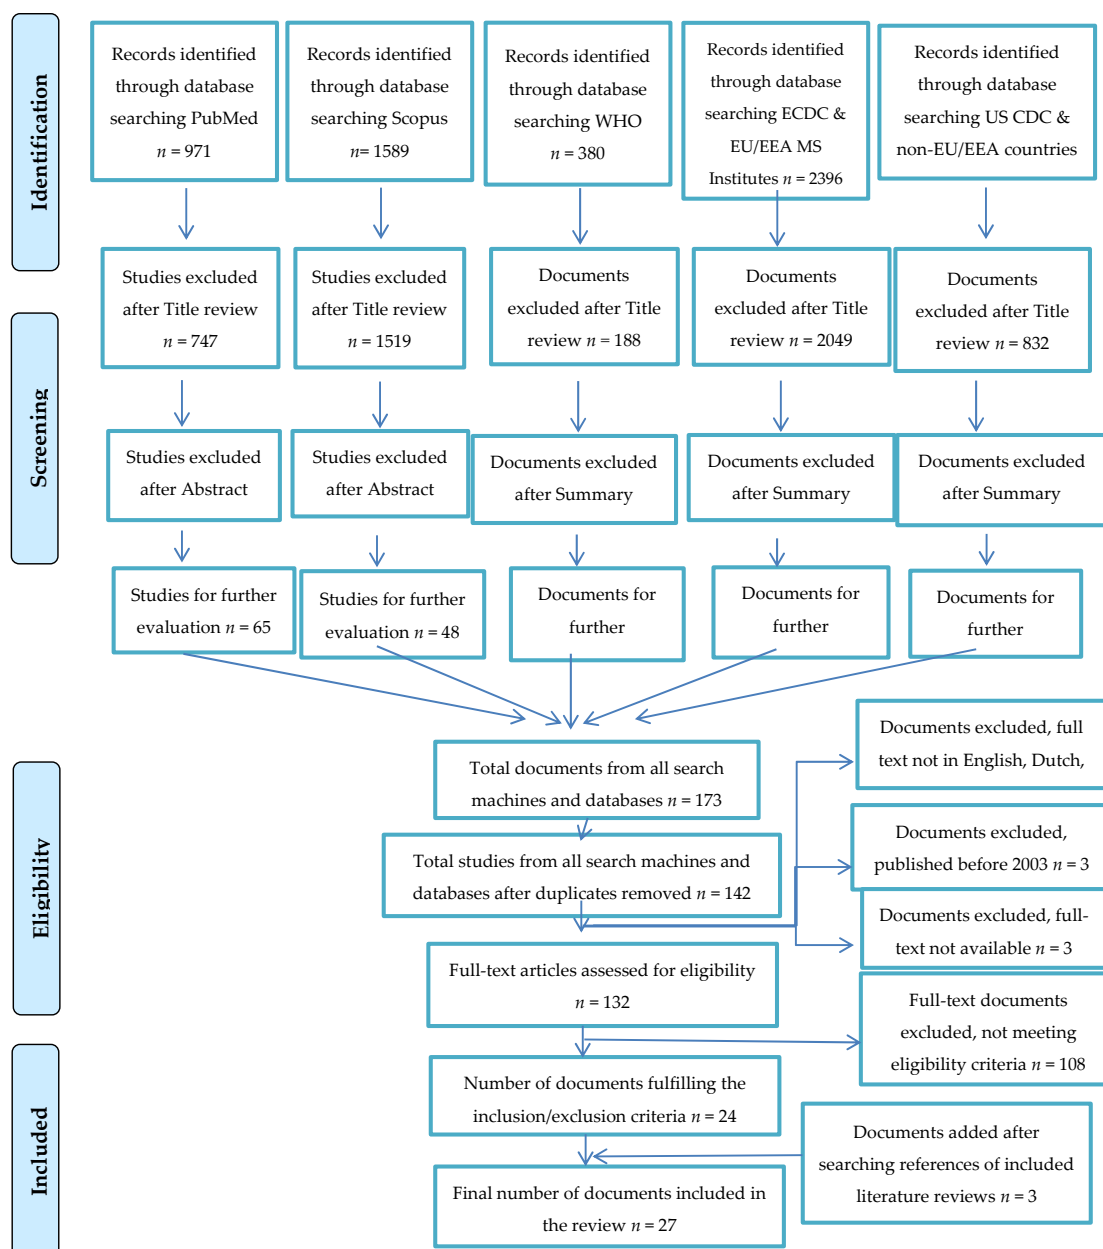 Identification
Records identified
through database
searching PubMed
n = 971
Records identified
through database
searching Scopus
n= 1589
Records identified
through database
searching WHO
n = 380
Records identified
through database
searching ECDC &
EU/EEA MS
Institutes n = 2396
Records identified
through database
searching US CDC &
non-EU/EEA countries
Screening
Studies excluded
after Title review
n = 747
Studies excluded
after Title review
n = 1519
Documents
excluded after Title
review n = 188
Documents
excluded after Title
review n = 2049
Documents
excluded after Title
review n = 832
Studies excluded
after Abstract
Studies excluded
after Abstract
Documents excluded
after Summary
Documents excluded
after Summary
Documents excluded
after Summary
Studies for further
evaluation n = 65
Studies for further
evaluation n = 48
Documents for
further
Documents for
further
Documents for
further
Eligibility
Total documents from all search
machines and databases n = 173
Total studies from all search machines and
databases after duplicates removed n = 142
Documents excluded, full
text not in English, Dutch,
Documents excluded,
published before 2003 n = 3
Documents excluded, full-
text not available n = 3
Full-text articles assessed for eligibility
n = 132
Full-text documents
excluded, not meeting
eligibility criteria n = 108
Included
Number of documents fulfilling the
inclusion/exclusion criteria n = 24
Documents added after
searching references of included
literature reviews n = 3
Final number of documents included in
the review n = 27